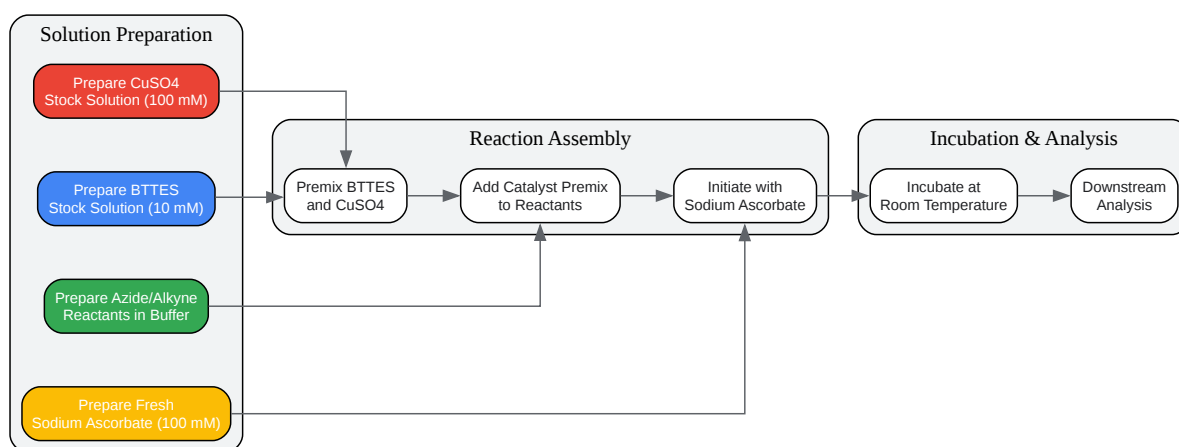 Solution Preparation
Prepare CuSO4
Stock Solution (100 mM)
Prepare BTTES
Stock Solution (10 mM)
Prepare Azide/Alkyne
Reactants in Buffer
Prepare Fresh
Sodium Ascorbate (100 mM)
Reaction Assembly
Premix BTTES
and CuSO4
Add Catalyst Premix
to Reactants
Initiate with
Sodium Ascorbate
Incubation & Analysis
Incubate at
Room Temperature
Downstream
Analysis